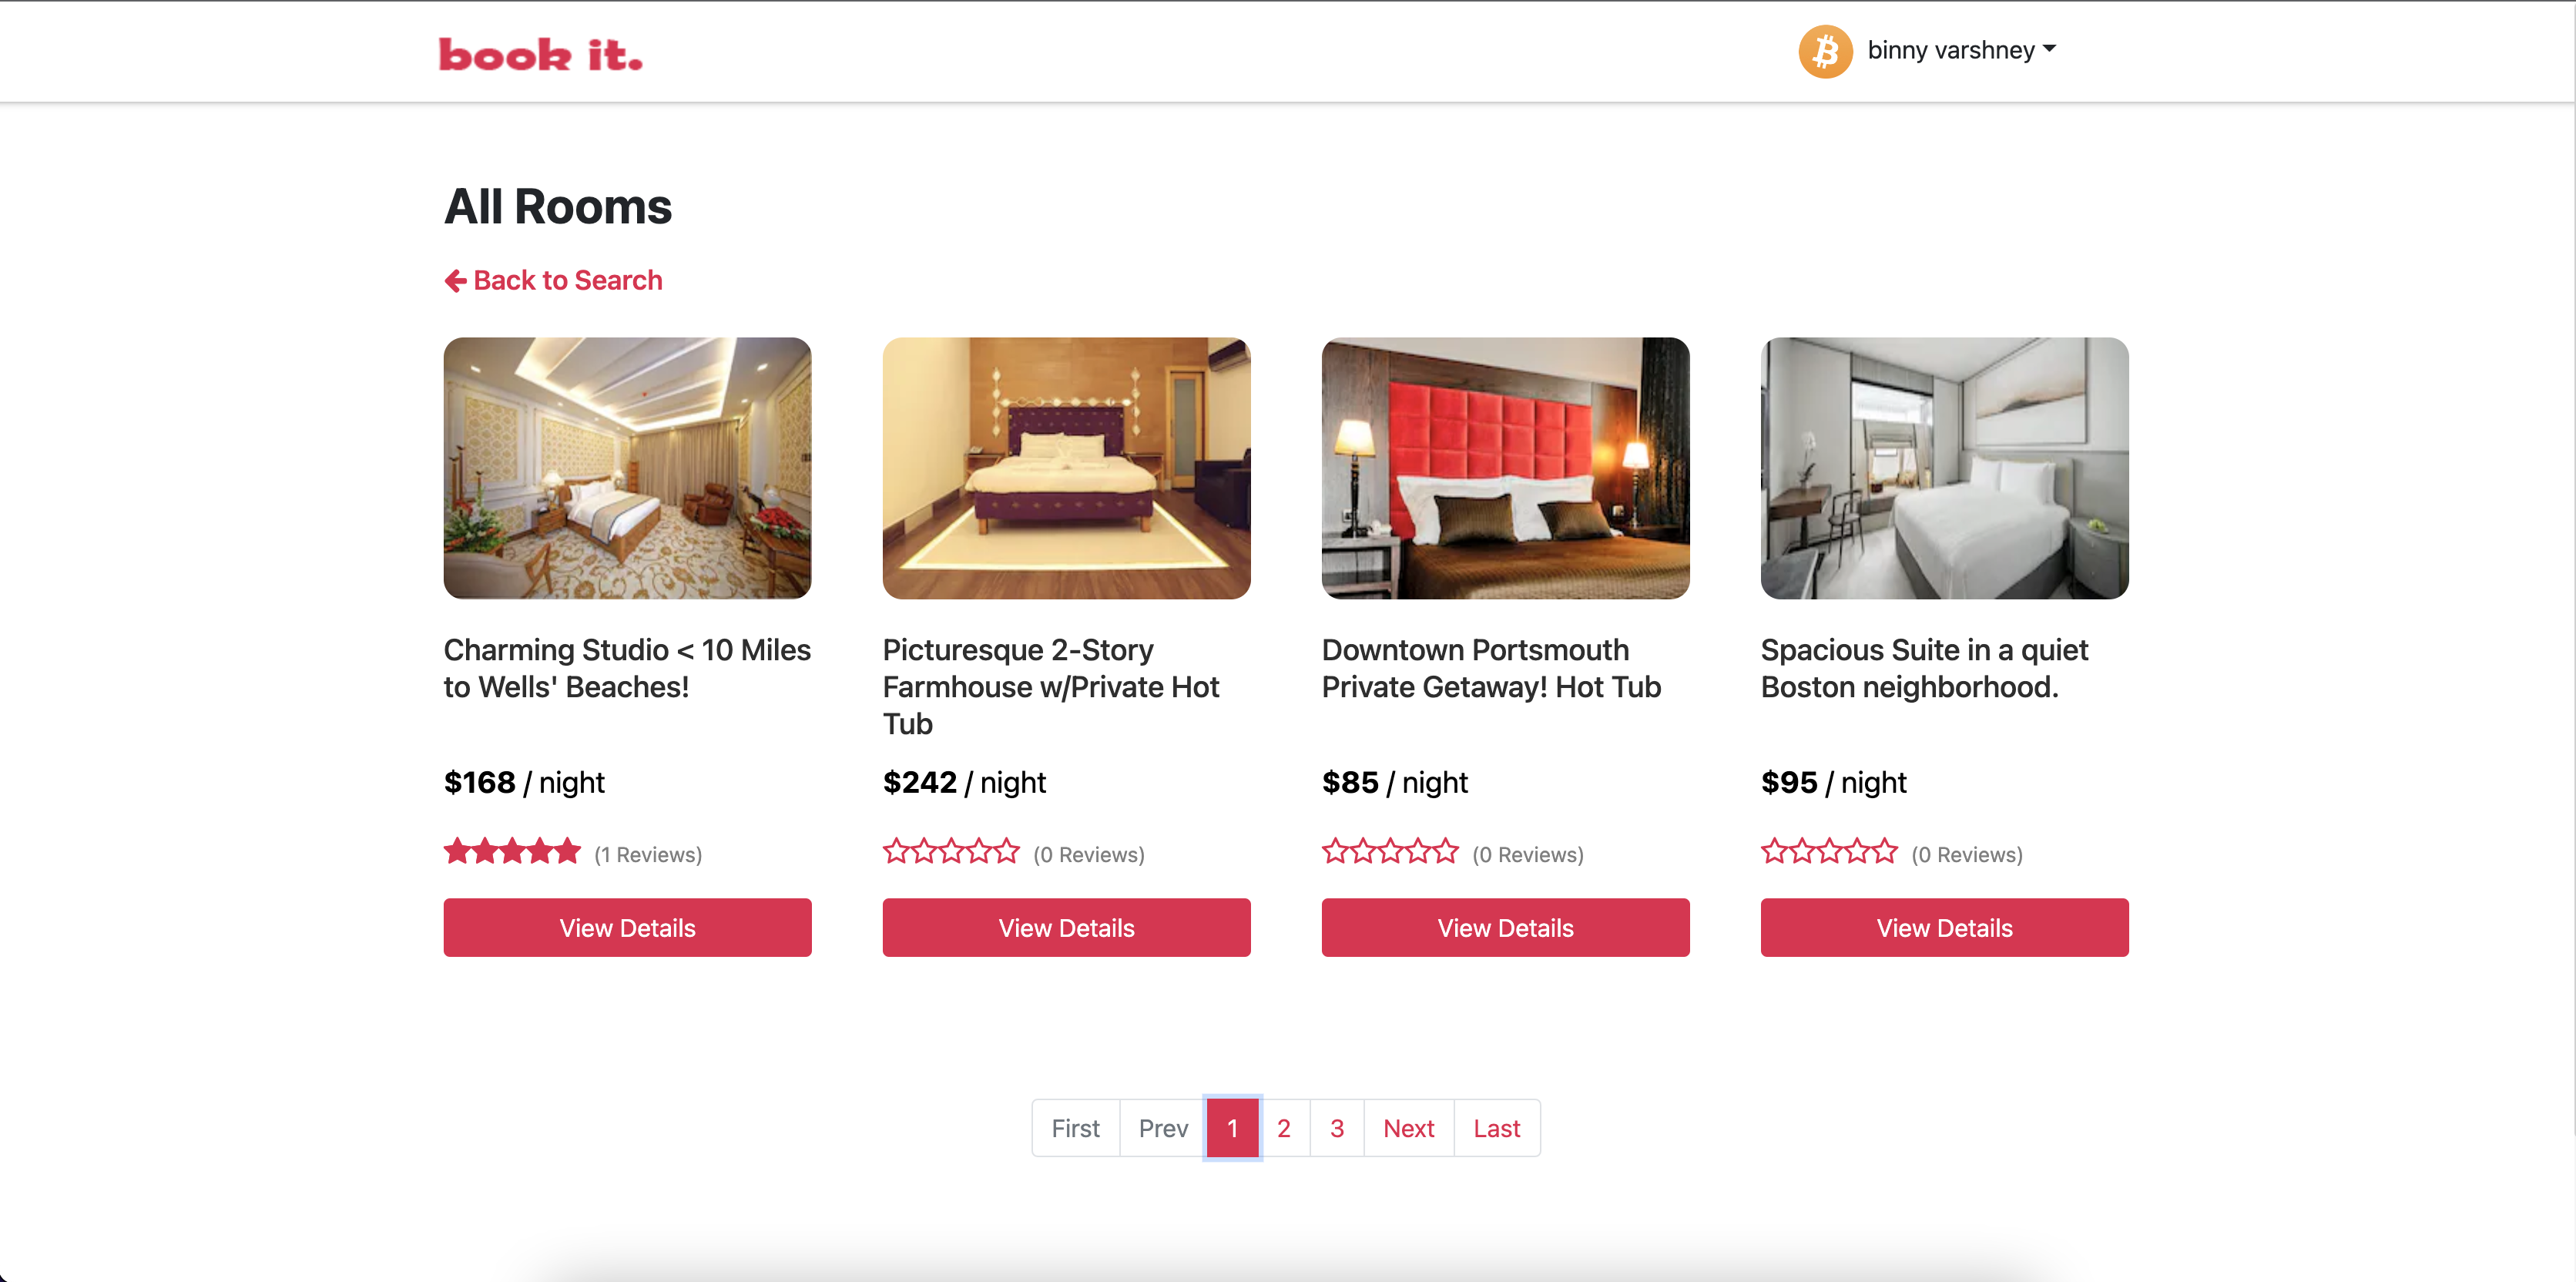 book it.
binny varshney
All Rooms
Back to Search
Charming Studio < 10 Miles
to Wells' Beaches!
$168 / night
(1 Reviews)
View Details
Picturesque 2-Story
Farmhouse w/Private Hot
Tub
$242 / night
(0 Reviews)
View Details
Downtown Portsmouth
Private Getaway! Hot Tub
$85 / night
(0 Reviews)
View Details
Spacious Suite in a quiet
Boston neighborhood.
$95 / night
(0 Reviews)
View Details
First Prev 1 2 3 Next Last